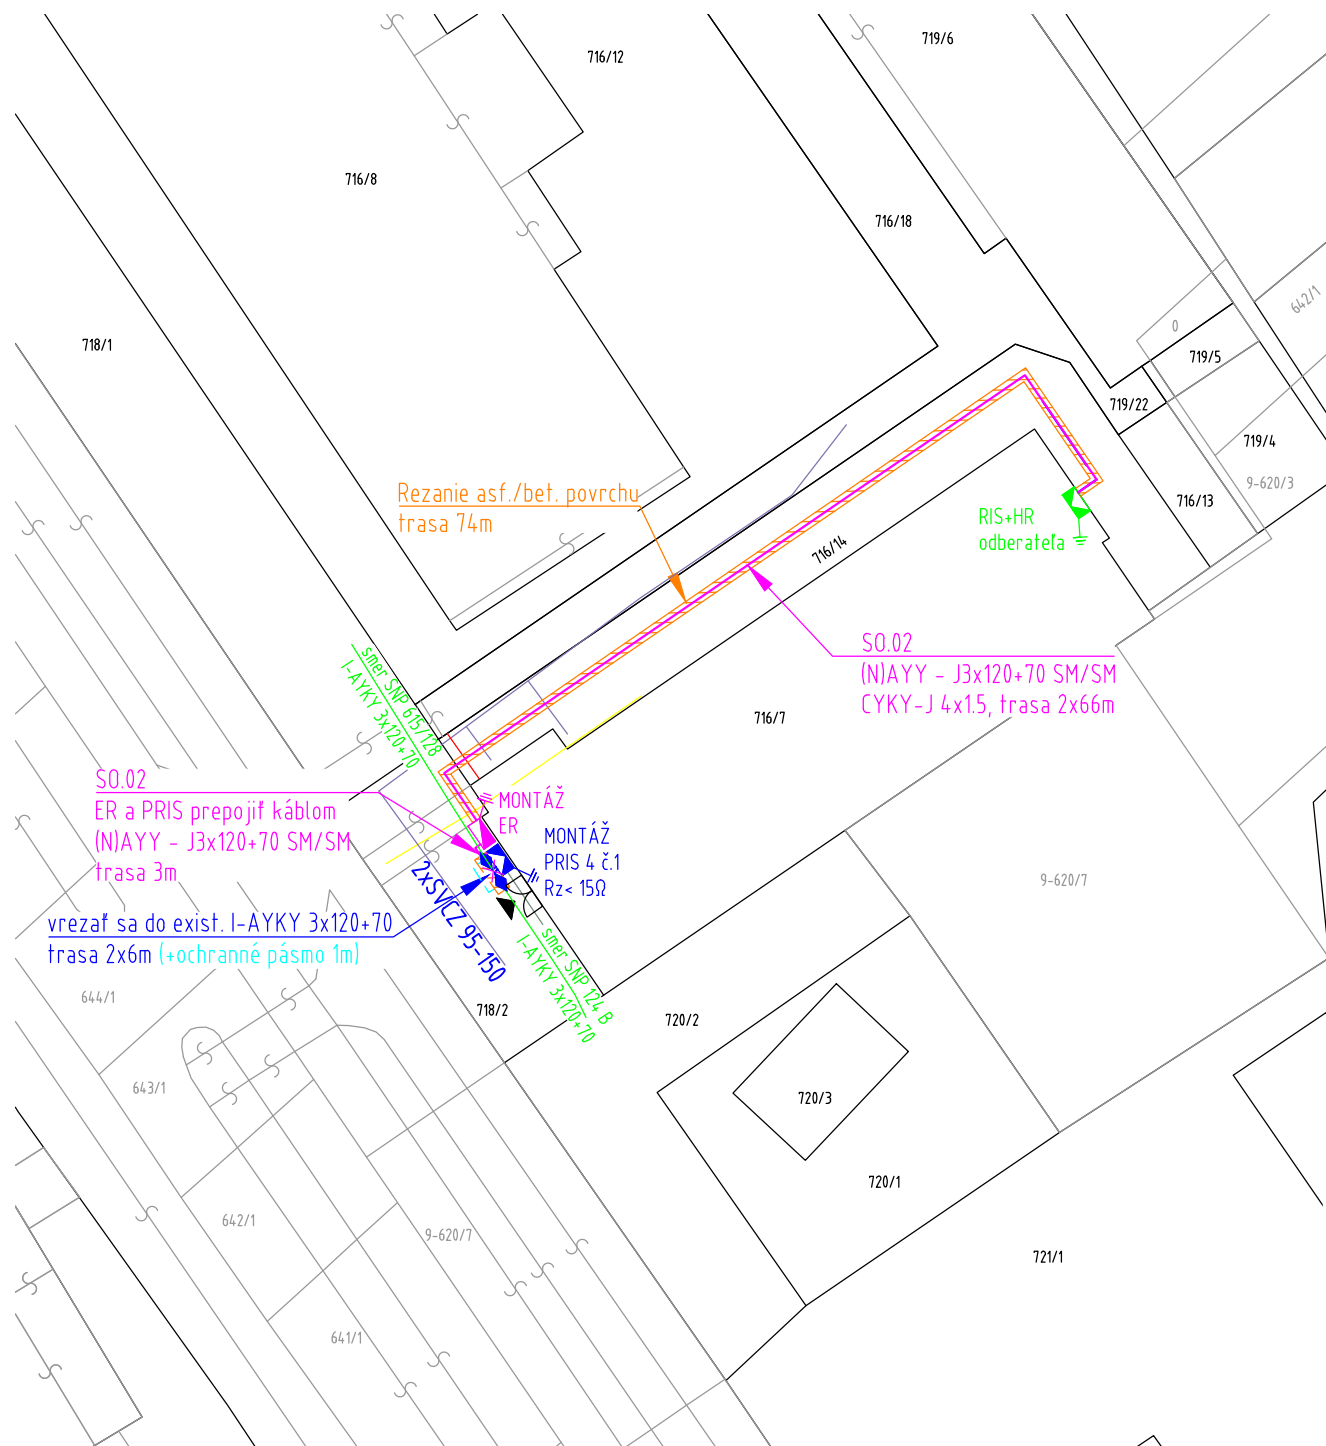 719/6
716/12
716/8
716/18
642/1
0
718/1
719/5
719/22
719/4
9-620/3
716/13
Rezanie asf./bet. povrchu
trasa 74m
RIS+HR
odberateľa
716/14
SO.02
(N)AYY - J3x120+70 SM/SM
CYKY-J 4x1.5, trasa 2x66m
smer SNP 615/128
I-AYKY 3x120+70
716/7
SO.02
ER a PRIS prepojiť káblom
(N)AYY - J3x120+70 SM/SM
trasa 3m
MONTÁŽ
ER
MONTÁŽ
PRIS 4 č.1
Rz< 15Ω
9-620/7
2xSVCZ 95-150
vrezať sa do exist. I-AYKY 3x120+70
trasa 2x6m (+ochranné pásmo 1m)
smer SNP 124 B
I-AYKY 3x120+70
644/1
718/2
720/2
643/1
720/3
720/1
642/1
9-620/7
721/1
641/1